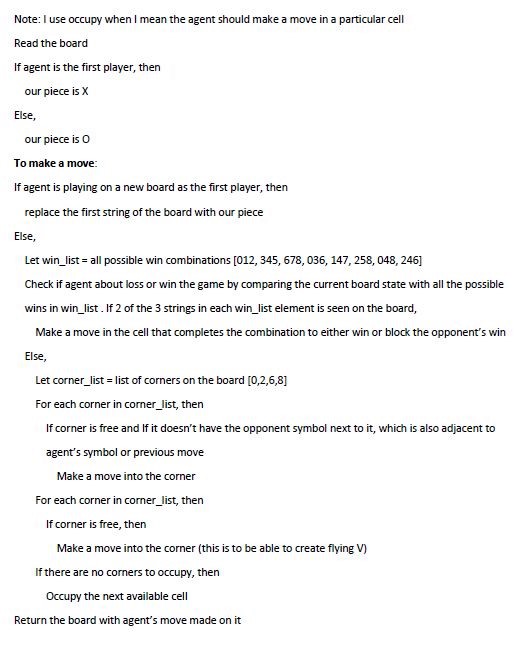 Note: I use occupy when I mean the agent should make a move in a particular cell
Read the board
If agent is the first player, then
our piece is X
Else,
our piece is O
To make a move:
If agent is playing on a new board as the first player, then
replace the first string of the board with our piece
Else,
Let win_list = all possible win combinations [012, 345, 678, 036, 147, 258, 048, 246]
Check if agent about loss or win the game by comparing the current board state with all the possible
wins in win_list . If 2 of the 3 strings in each win_list element is seen on the board,
Make a move in the cell that completes the combination to either win or block the opponent's win
Else,
Let corner_list = list of corners on the board [0,2,6,8]
For each corner in corner_list, then
If corner is free and If it doesn't have the opponent symbol next to it, which is also adjacent to
agent's symbol or previous move
Make a move into the corner
For each corner in corner_list, then
If corner is free, then
Make a move into the corner (this is to be able to create flying V)
If there are no corners to occupy, then
Occupy the next available cell
Return the board with agent's move made on it